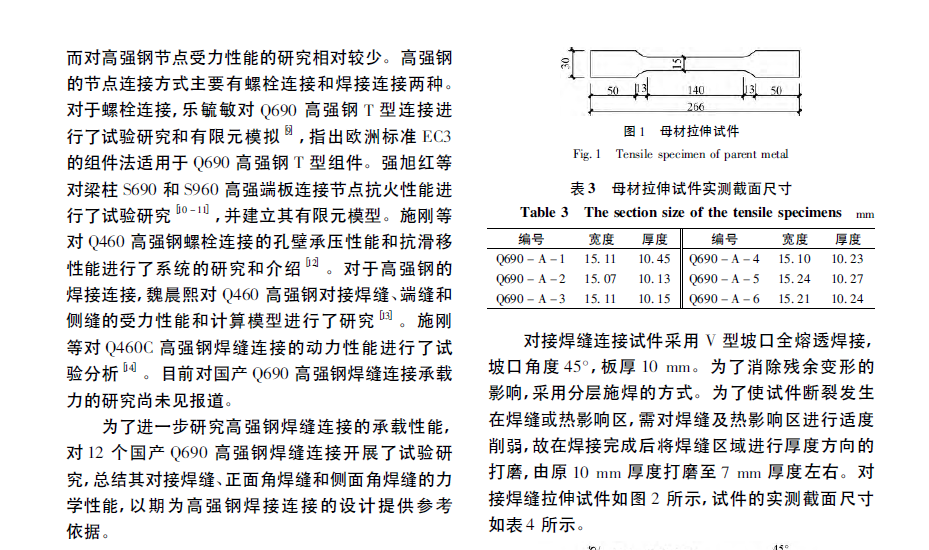 而对高强钢节点受力性能的研究相对较少。高强钢
的节点连接方式主要有螺栓连接和焊接连接两种。
对于螺栓连接,乐毓敏对 Q690 高强钢 T 型连接进
行了试验研究和有限元模拟[9],指出欧洲标准 EC3
的组件法适用于 Q690 高强钢 T 型组件。强旭红等
对梁柱 S690 和 S960 高强端板连接节点抗火性能进
行了试验研究[10-11],并建立其有限元模型。施刚等
对 Q460 高强钢螺栓连接的孔壁承压性能和抗滑移
性能进行了系统的研究和介绍[12]。对于高强钢的
焊接连接,魏晨熙对 Q460 高强钢对接焊缝、端缝和
侧缝的受力性能和计算模型进行了研究[13]。施刚
等对 Q460C 高强钢焊缝连接的动力性能进行了试
验分析[14]。目前对国产 Q690 高强钢焊缝连接承载
力的研究尚未见报道。
为了进一步研究高强钢焊缝连接的承载性能,
对 12 个国产 Q690 高强钢焊缝连接开展了试验研
究,总结其对接焊缝、正面角焊缝和侧面角焊缝的力
学性能,以期为高强钢焊接连接的设计提供参考
依据。
30
15
50 13 140 13 50
266
图 1 母材拉伸试件
Fig. 1 Tensile specimen of parent metal
表 3 母材拉伸试件实测截面尺寸
Table 3 The section size of the tensile specimens mm
编号 宽度 厚度 编号 宽度 厚度
Q690-A-1 15.11 10.45 Q690-A-4 15.10 10.23
Q690-A-2 15.07 10.13 Q690-A-5 15.24 10.27
Q690-A-3 15.11 10.15 Q690-A-6 15.21 10.24
对接焊缝连接试件采用 V 型坡口全熔透焊接,
坡口角度 45°,板厚 10 mm。为了消除残余变形的
影响,采用分层施焊的方式。为了使试件断裂发生
在焊缝或热影响区,需对焊缝及热影响区进行适度
削弱,故在焊接完成后将焊缝区域进行厚度方向的
打磨,由原 10 mm 厚度打磨至 7 mm 厚度左右。对
接焊缝拉伸试件如图 2 所示,试件的实测截面尺寸
如表 4 所示。
45°